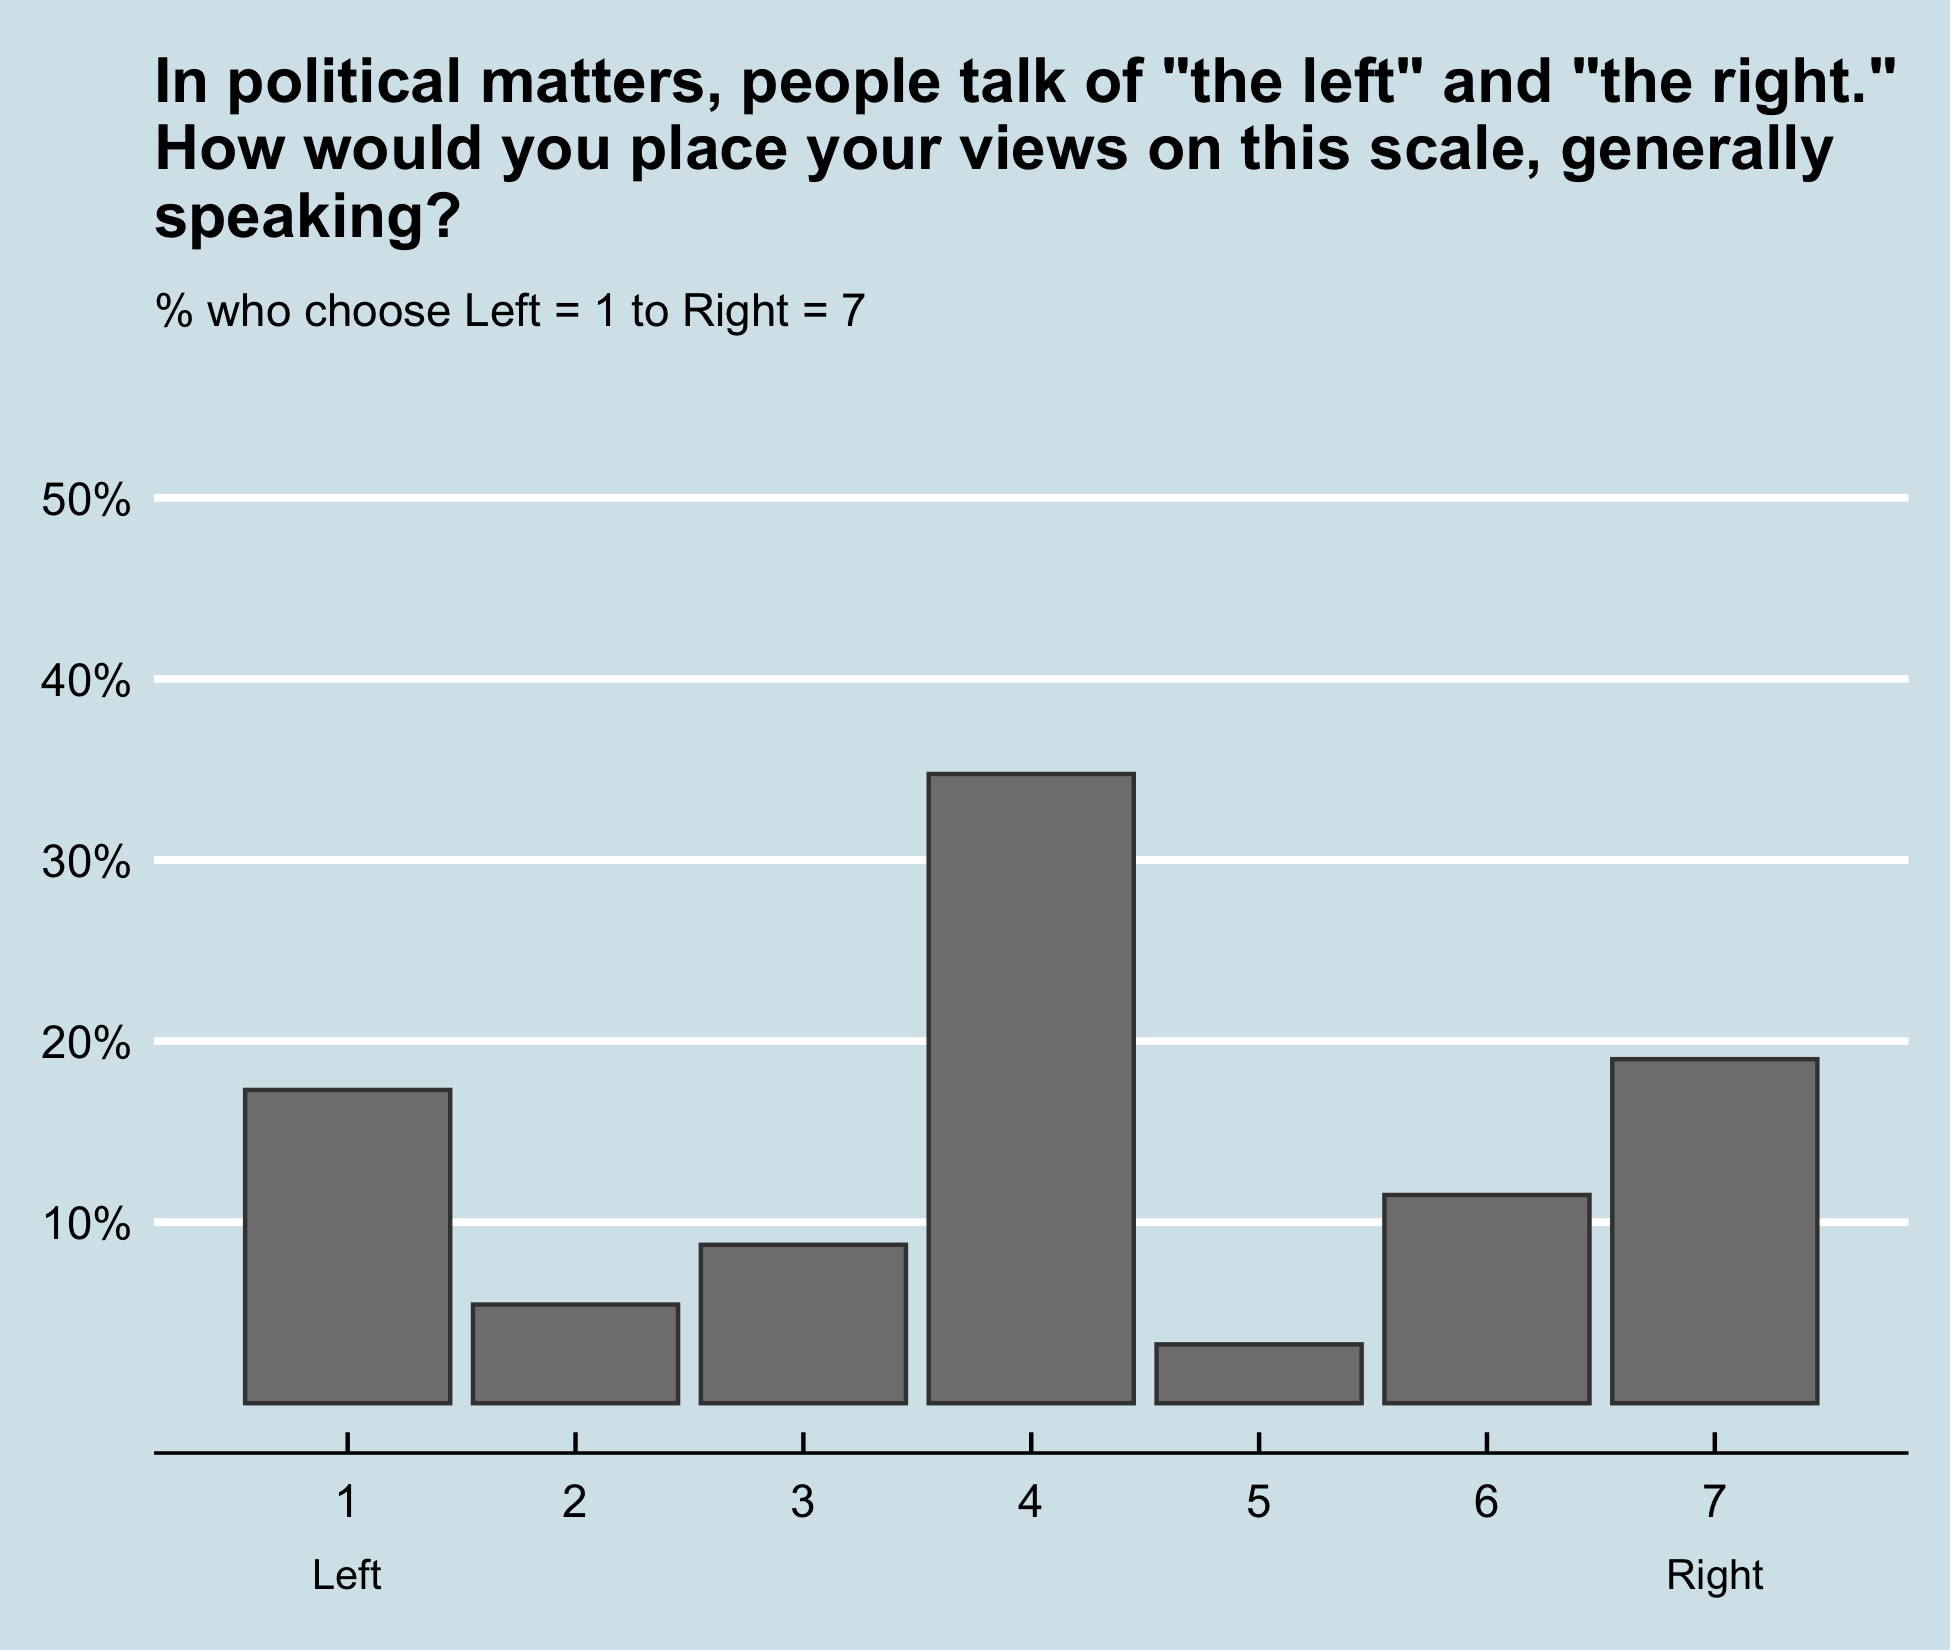 In political matters, people talk of "the left" and "the right."
How would you place your views on this scale, generally
speaking?
% who choose Left = 1 to Right = 7
50%
40%
30%
20%
10%
1 2 3 4 5 6 7
Left Right